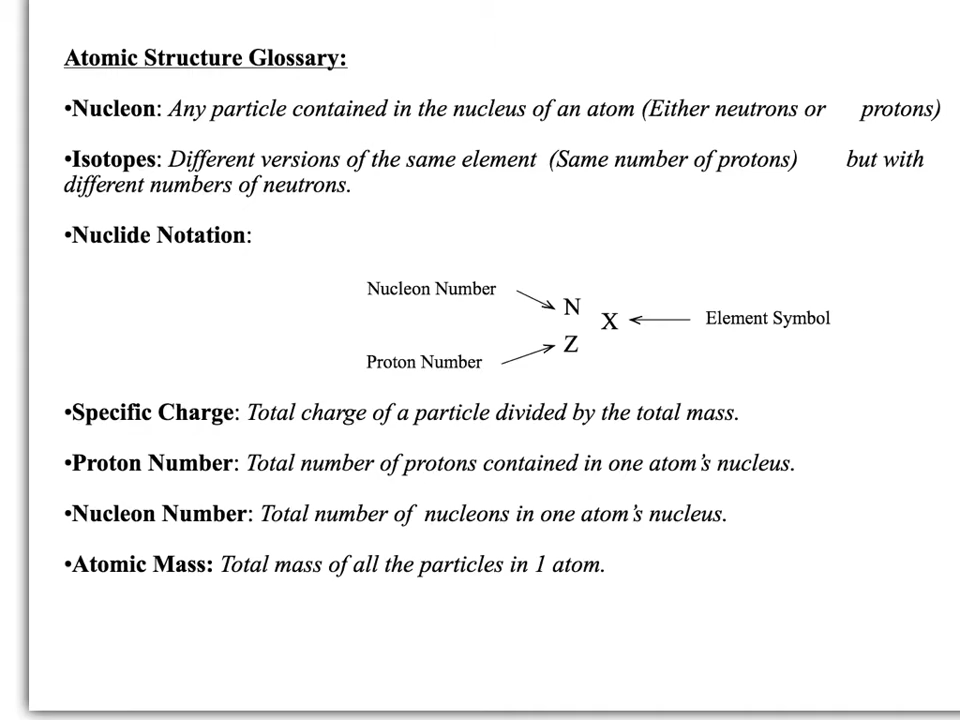 Atomic Structure Glossary:
•Nucleon: Any particle contained in the nucleus of an atom (Either neutrons or protons)
•Isotopes: Different versions of the same element (Same number of protons) but with
different numbers of neutrons.
•Nuclide Notation:
Nucleon Number
N
X
Element Symbol
Z
Proton Number
•Specific Charge: Total charge of a particle divided by the total mass.
•Proton Number: Total number of protons contained in one atom's nucleus.
•Nucleon Number: Total number of nucleons in one atom's nucleus.
•Atomic Mass: Total mass of all the particles in 1 atom.